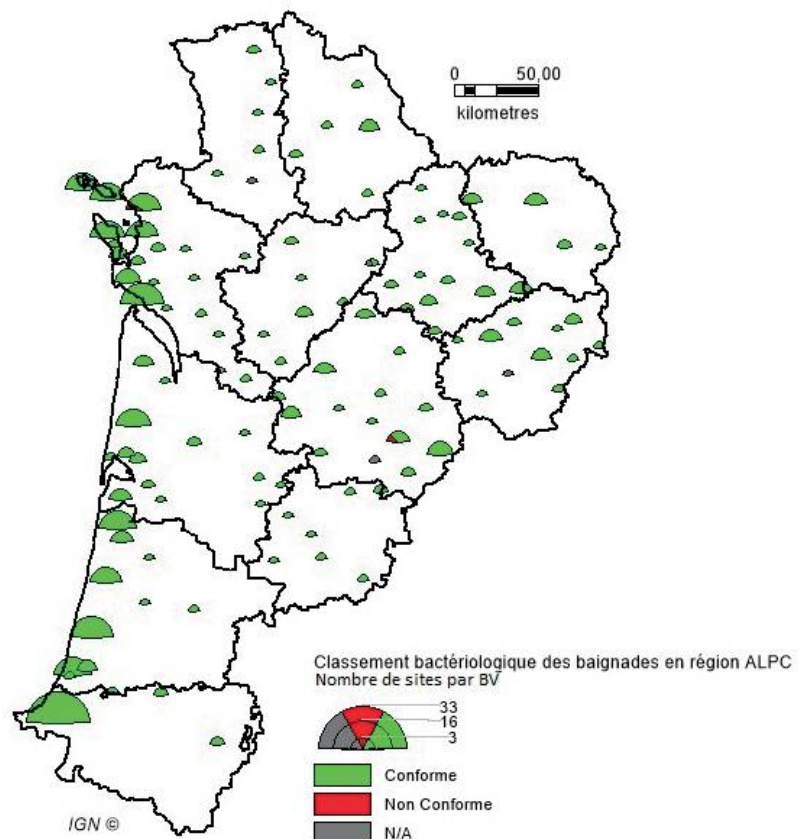 0 50,00
kilometres
Classement bactériologique des baignades en région ALPC
Nombre de sites par BV
33
16
3
Conforme
Non Conforme
N/A
IGN ©